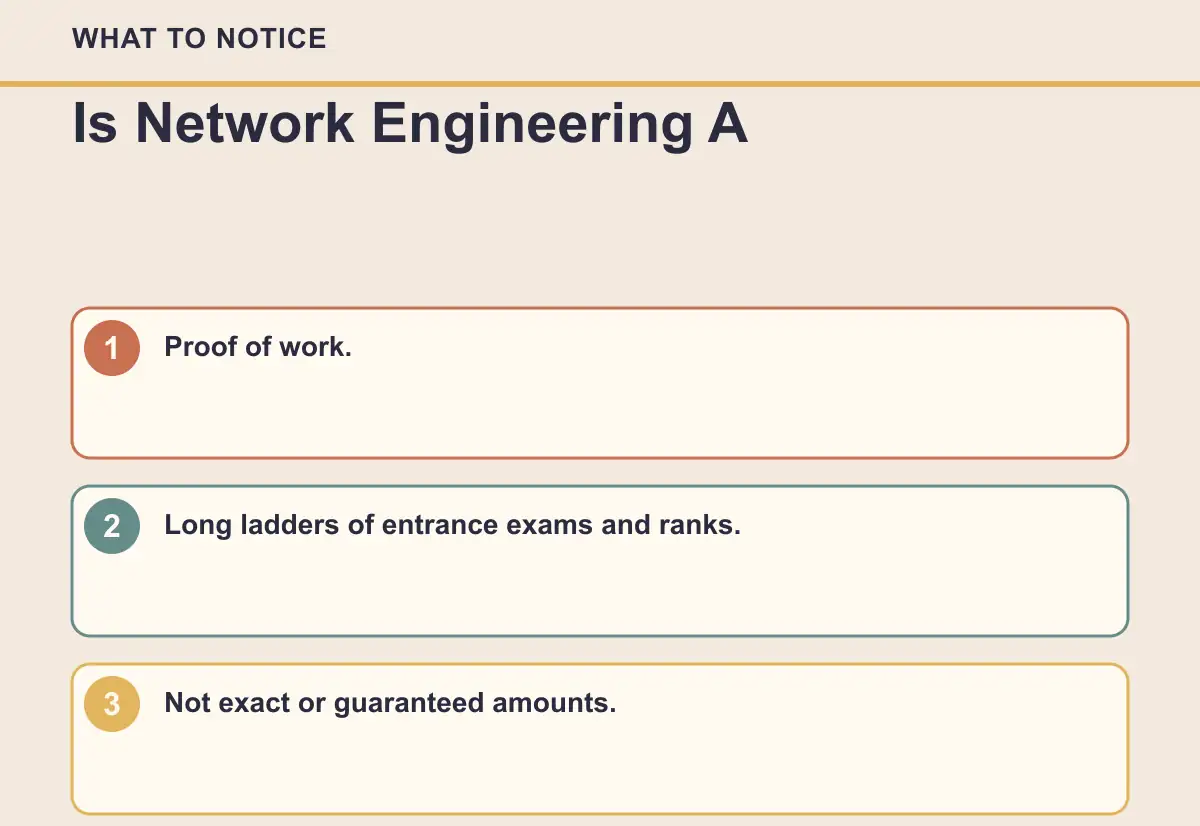 WHAT TO NOTICE
Is Network Engineering A
1 Proof of work.
2 Long ladders of entrance exams and ranks.
3 Not exact or guaranteed amounts.